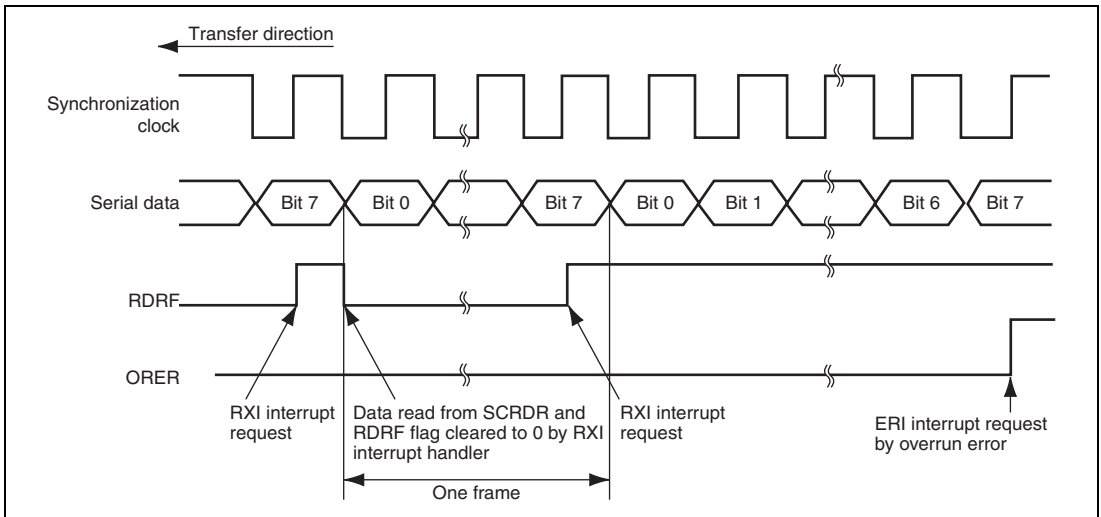 Transfer direction
Synchronization
clock
Serial data
Bit 7
Bit 0
Bit 7
Bit 0
Bit 1
Bit 6
Bit 7
RDRF
ORER
RXI interrupt
request
Data read from SCRDR and
RDRF flag cleared to 0 by RXI
interrupt handler
RXI interrupt
request
ERI interrupt request
by overrun error
One frame